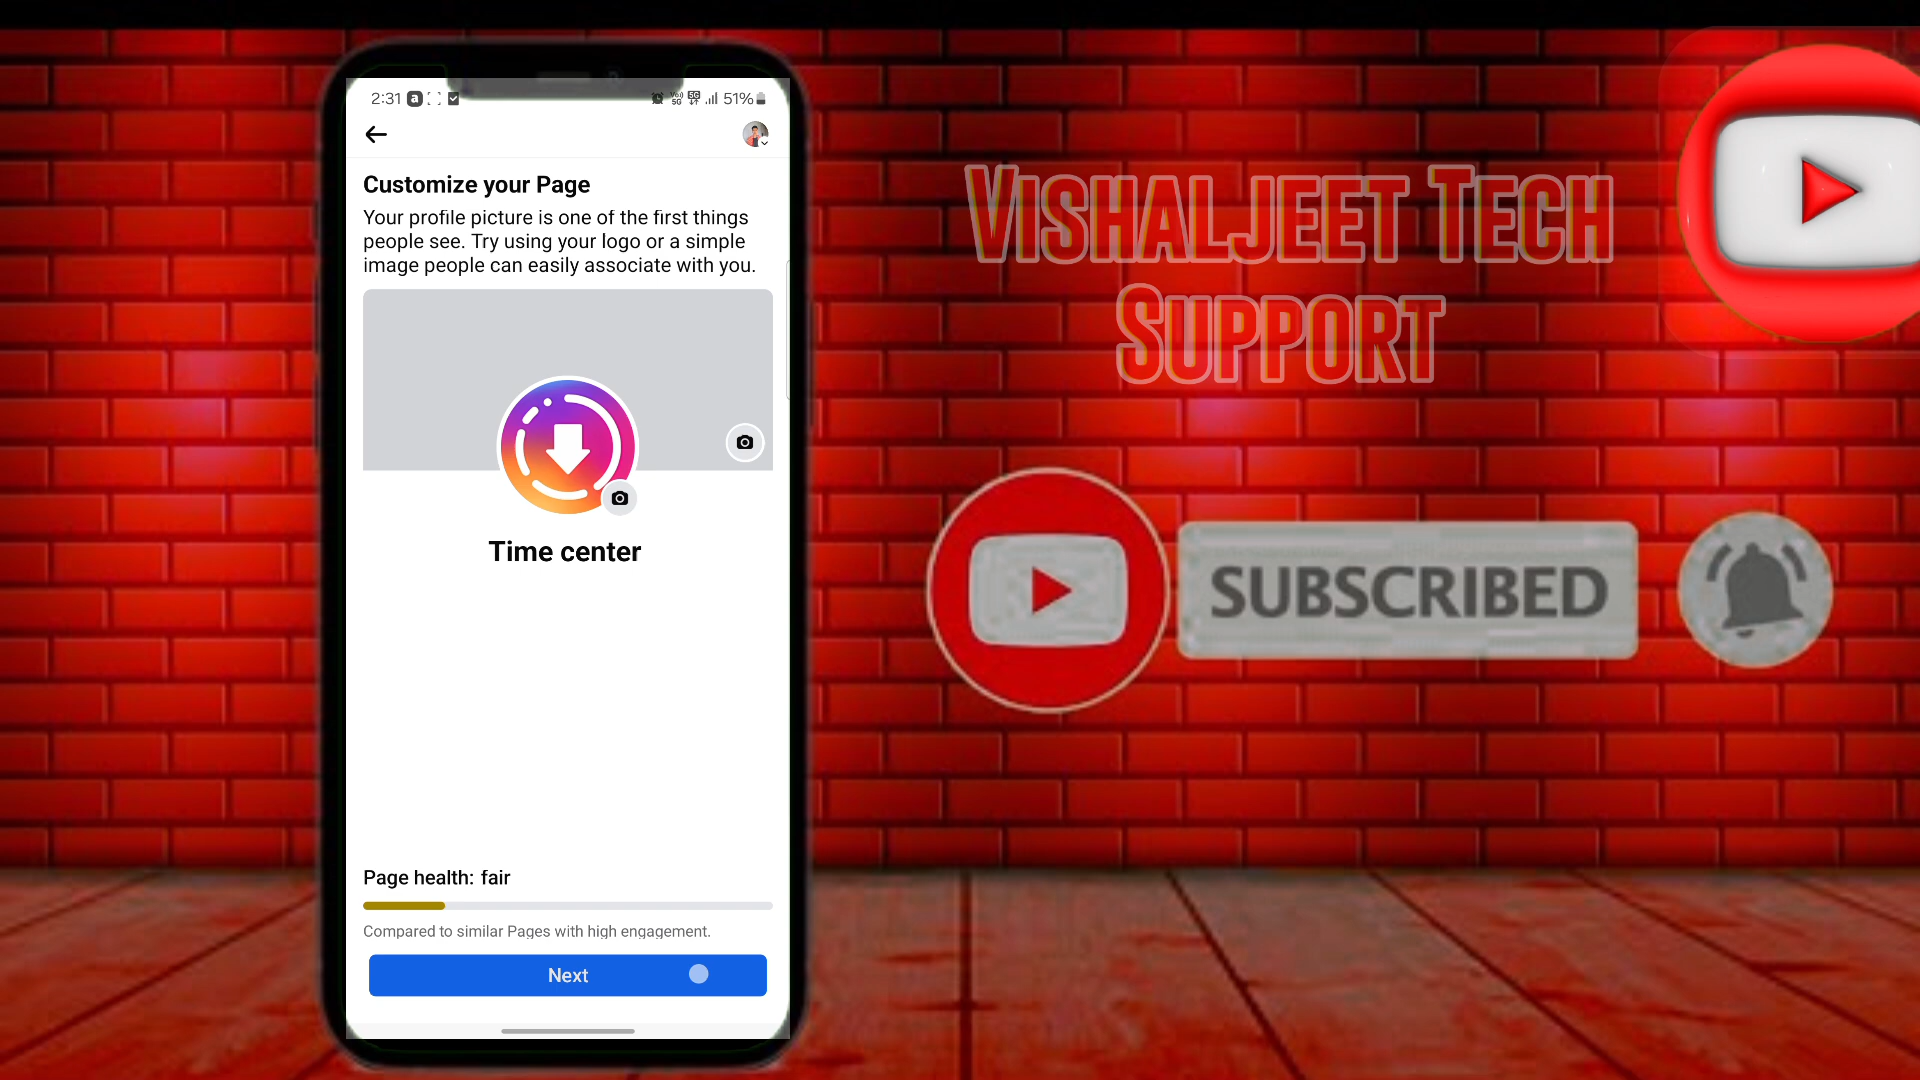 2:31 a 51%
Customize your Page
Your profile picture is one of the first things
people see. Try using your logo or a simple
image people can easily associate with you.
Time center
Page health: fair
Compared to similar Pages with high engagement.
Next
VISHALJEET TECH
SUPPORT
SUBSCRIBED